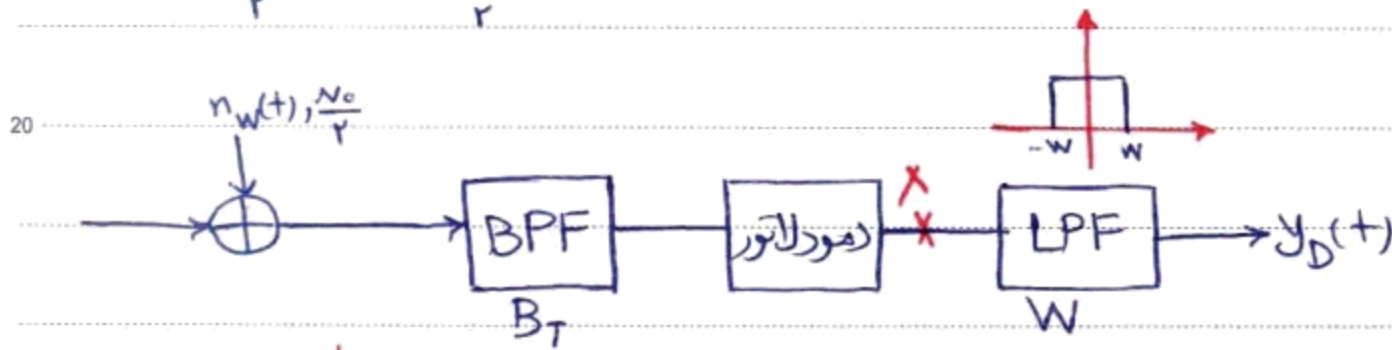 ۲ ۲
20
n_w(t), N₀/۲
-W W
X
X
BPF دمودلاتور LPF y_D(t)
B_T W